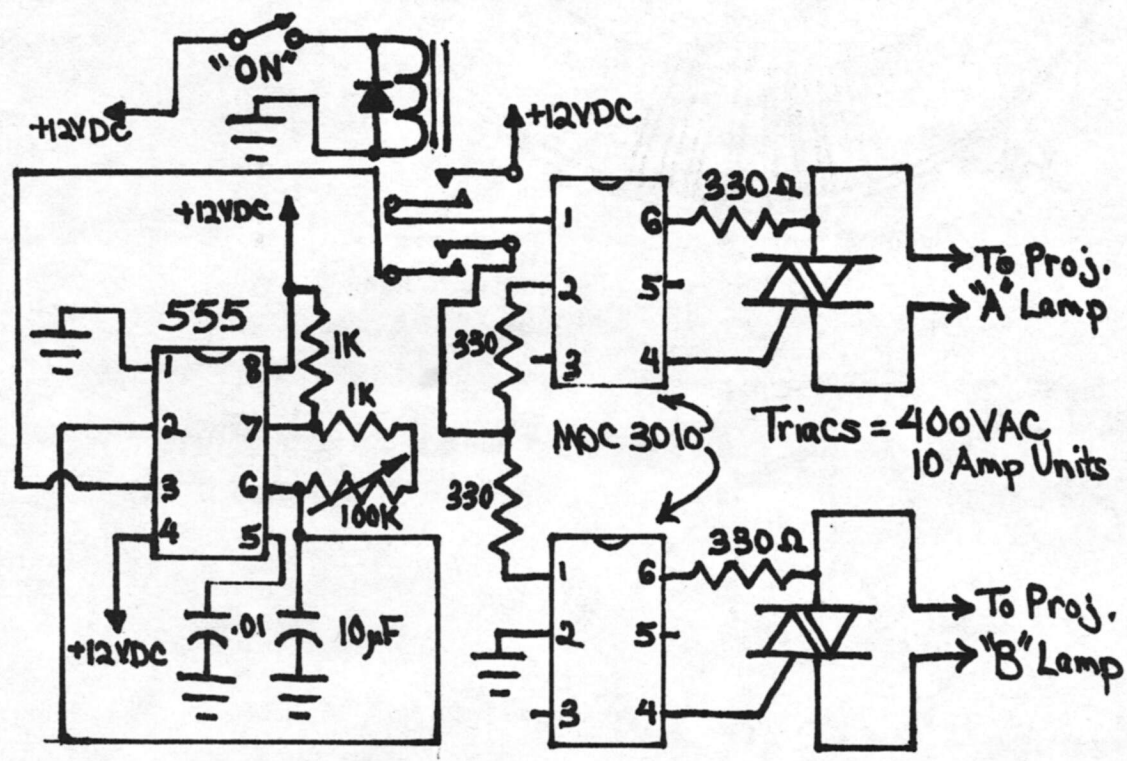 "ON"
+12VDC
+12VDC
+12VDC
555
1 8
2 7
3 6
4 5
1K
1K
100K
.01
10µF
+12VDC
330
330
1 6
2 5
3 4
330Ω
To Proj.
"A" Lamp
MOC 3010
Triacs = 400VAC
10 Amp Units
1 6
2 5
3 4
330Ω
To Proj.
"B" Lamp